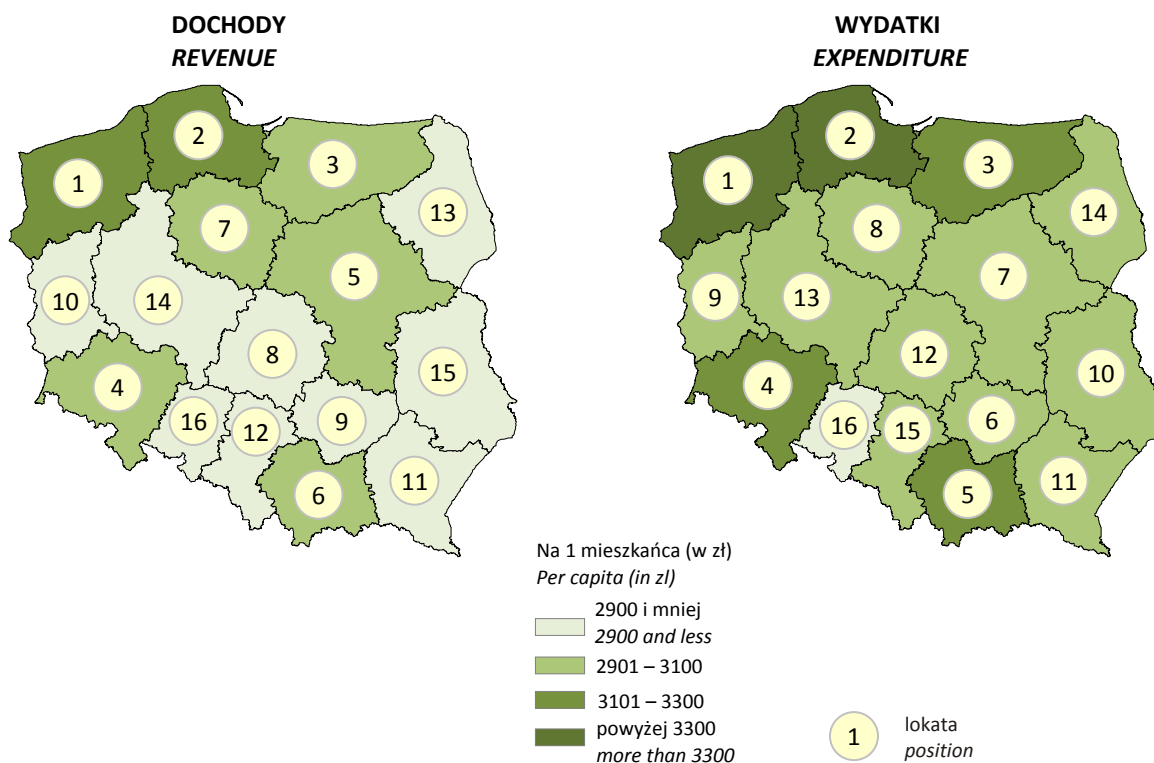 DOCHODY
REVENUE
1
2
3
13
7
5
10
14
8
15
4
16
12
9
6
11
WYDATKI
EXPENDITURE
1
2
3
14
8
7
9
13
12
10
4
16
15
6
5
11
Na 1 mieszkańca (w zł)
Per capita (in zl)
2900 i mniej
2900 and less
2901 – 3100
3101 – 3300
powyżej 3300
more than 3300
1
lokata
position